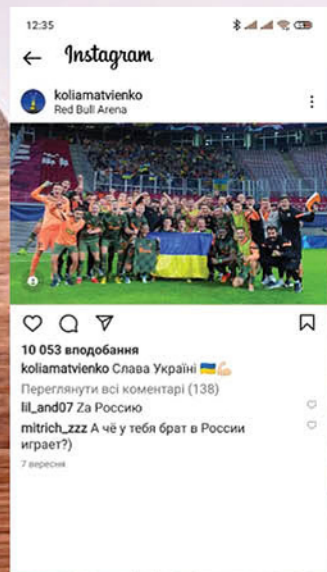 12:35
Instagram
koliamatvienko
Red Bull Arena
10 053 вподобання
koliamatvienko Слава Україні 🇺🇦💪🏻
Переглянути всі коментарі (138)
lil_and07 Zа Россию
mitrich_zzz А чё у тебя брат в России
играет?)
7 вересня